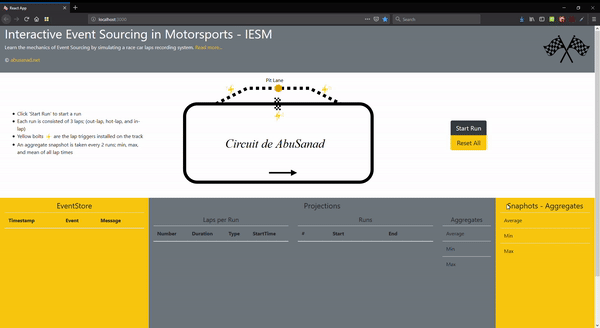 React App
localhost:3000
Search
Interactive Event Sourcing in Motorsports - IESM
Learn the mechanics of Event Sourcing by simulating a race car laps recording system. Read more...
© abusanad.net
Pit Lane
Click 'Start Run' to start a run
Each run is consisted of 3 laps; (out-lap, hot-lap, and in-
lap)
Yellow bolts ⚡ are the lap triggers installed on the track
An aggregate snapshot is taken every 2 runs; min, max,
and mean of all lap times
Circuit de AbuSanad
Start Run
Reset All
EventStore
Timestamp Event Message
Projections
Laps per Run
Number Duration Type StartTime
Runs
# Start End
Aggregates
Average
Min
Max
Snaphots - Aggregates
Average
Min
Max